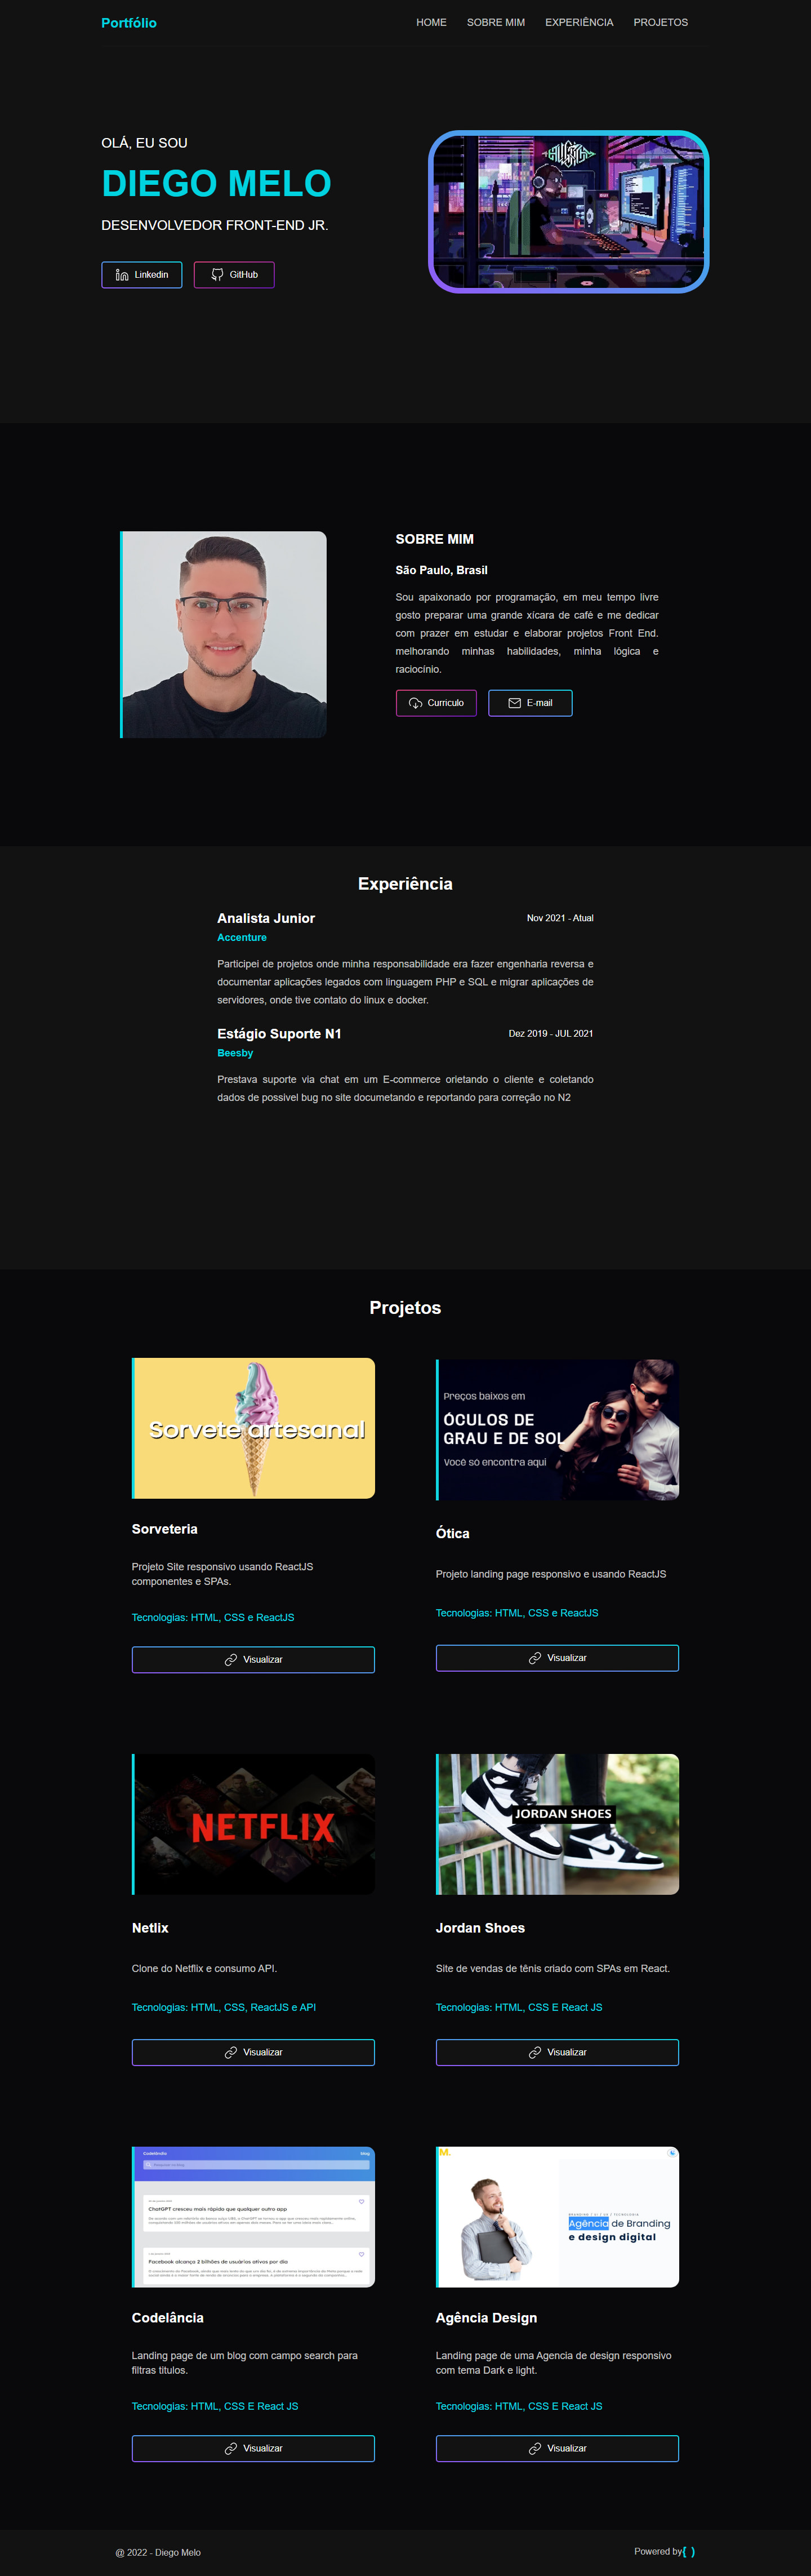 Portfólio
HOME SOBRE MIM EXPERIÊNCIA PROJETOS
OLÁ, EU SOU
DIEGO MELO
DESENVOLVEDOR FRONT-END JR.
Linkedin GitHub
SOBRE MIM
São Paulo, Brasil
Sou apaixonado por programação, em meu tempo livre
gosto preparar uma grande xícara de café e me dedicar
com prazer em estudar e elaborar projetos Front End.
melhorando minhas habilidades, minha lógica e
raciocínio.
Curriculo E-mail
Experiência
Analista Junior Nov 2021 - Atual
Accenture
Participei de projetos onde minha responsabilidade era fazer engenharia reversa e
documentar aplicações legados com linguagem PHP e SQL e migrar aplicações de
servidores, onde tive contato do linux e docker.
Estágio Suporte N1 Dez 2019 - JUL 2021
Beesby
Prestava suporte via chat em um E-commerce orietando o cliente e coletando
dados de possivel bug no site documetando e reportando para correção no N2
Projetos
Sorvete artesanal
Sorveteria
Projeto Site responsivo usando ReactJS
componentes e SPAs.
Tecnologias: HTML, CSS e ReactJS
Visualizar
Preços baixos em
ÓCULOS DE
GRAU E DE SOL
Você só encontra aqui
Ótica
Projeto landing page responsivo e usando ReactJS
Tecnologias: HTML, CSS e ReactJS
Visualizar
NETFLIX
Netlix
Clone do Netflix e consumo API.
Tecnologias: HTML, CSS, ReactJS e API
Visualizar
JORDAN SHOES
Jordan Shoes
Site de vendas de tênis criado com SPAs em React.
Tecnologias: HTML, CSS E React JS
Visualizar
Codelândia blog
ChatGPT cresceu mais rápido que qualquer outro app
Facebook alcança 2 bilhões de usuários ativos por dia
Codelância
Landing page de um blog com campo search para
filtras titulos.
Tecnologias: HTML, CSS E React JS
Visualizar
M.
Agência de Branding
e design digital
Agência Design
Landing page de uma Agencia de design responsivo
com tema Dark e light.
Tecnologias: HTML, CSS E React JS
Visualizar
@ 2022 - Diego Melo Powered by{ }